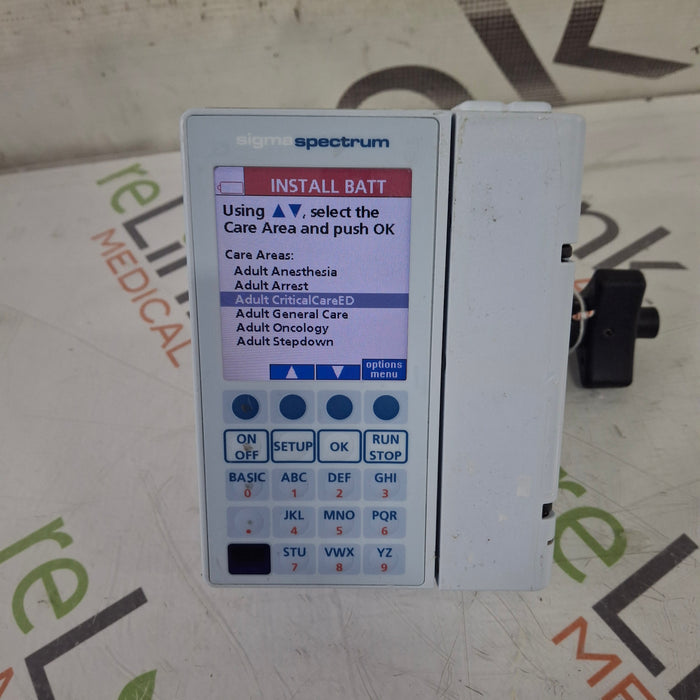 sigmaspectrum
INSTALL BATT
Using ▲▼, select the
Care Area and push OK
Care Areas:
Adult Anesthesia
Adult Arrest
Adult CriticalCareED
Adult General Care
Adult Oncology
Adult Stepdown
options
menu
ON
OFF
SETUP
OK
RUN
STOP
BASIC
0
ABC
1
DEF
2
GHI
3
.
JKL
4
MNO
5
PQR
6
STU
7
VWX
8
YZ
9
reLink
MEDICAL